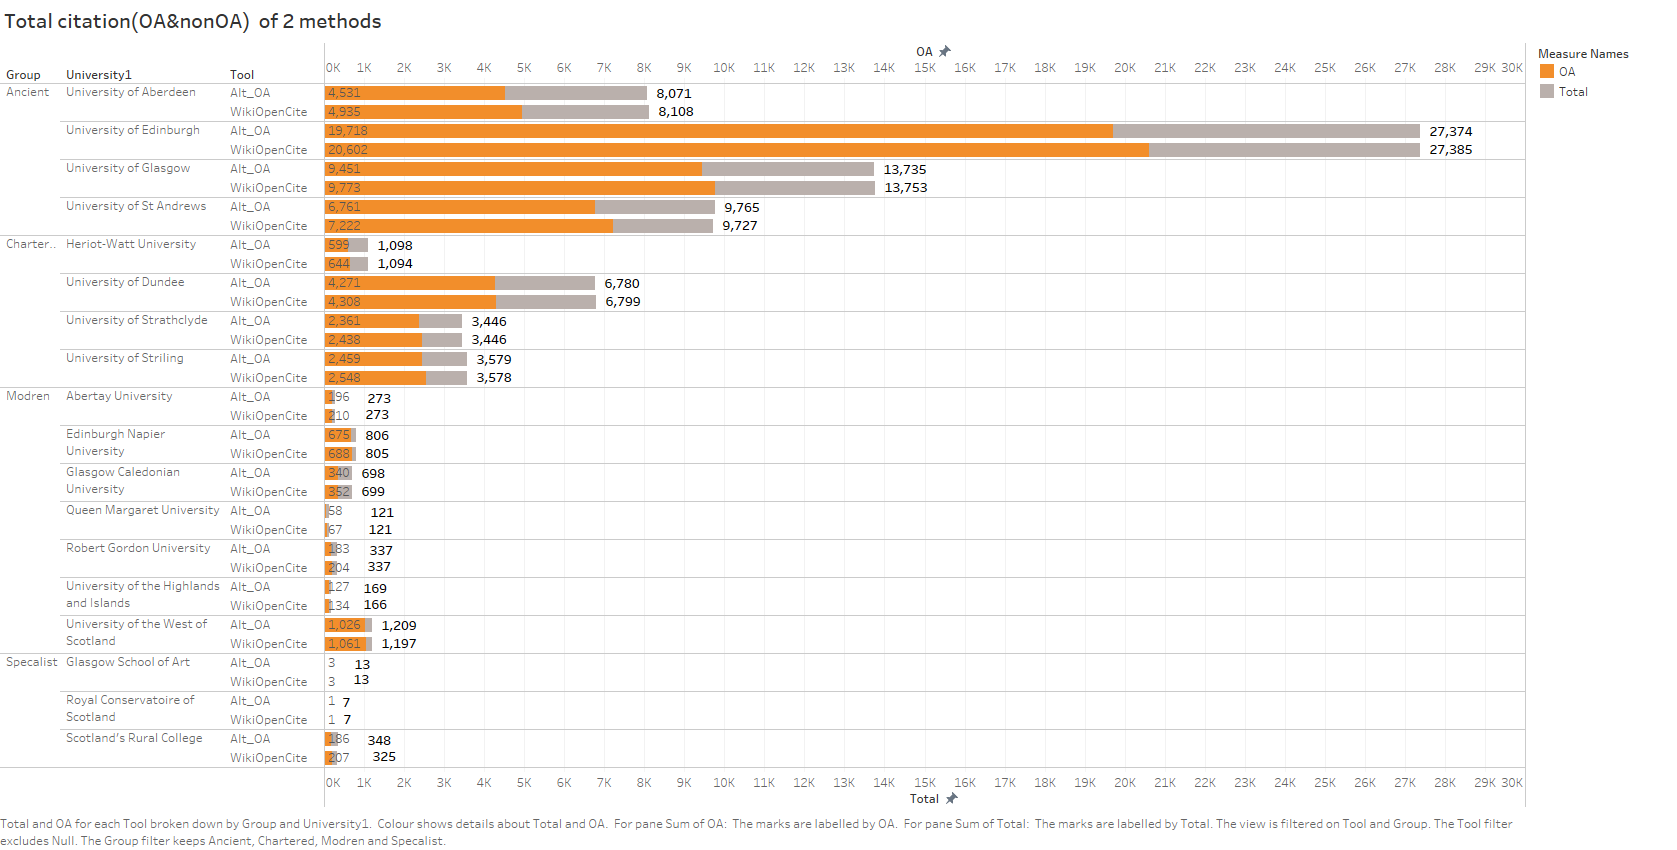 Total citation(OA&nonOA)  of 2 methods
OA
Group University1 Tool
0K 1K 2K 3K 4K 5K 6K 7K 8K 9K 10K 11K 12K 13K 14K 15K 16K 17K 18K 19K 20K 21K 22K 23K 24K 25K 26K 27K 28K 29K 30K
Measure Names
OA
Total
Ancient University of Aberdeen Alt_OA 4,531 8,071
WikiOpenCite 4,935 8,108
University of Edinburgh Alt_OA 19,718 27,374
WikiOpenCite 20,602 27,385
University of Glasgow Alt_OA 9,451 13,735
WikiOpenCite 9,773 13,753
University of St Andrews Alt_OA 6,761 9,765
WikiOpenCite 7,222 9,727
Charter.. Heriot-Watt University Alt_OA 599 1,098
WikiOpenCite 644 1,094
University of Dundee Alt_OA 4,271 6,780
WikiOpenCite 4,308 6,799
University of Strathclyde Alt_OA 2,361 3,446
WikiOpenCite 2,438 3,446
University of Striling Alt_OA 2,459 3,579
WikiOpenCite 2,548 3,578
Modren Abertay University Alt_OA 196 273
WikiOpenCite 210 273
Edinburgh Napier Alt_OA 675 806
University WikiOpenCite 688 805
Glasgow Caledonian Alt_OA 340 698
University WikiOpenCite 352 699
Queen Margaret University Alt_OA 58 121
WikiOpenCite 67 121
Robert Gordon University Alt_OA 183 337
WikiOpenCite 204 337
University of the Highlands Alt_OA 127 169
and Islands WikiOpenCite 134 166
University of the West of Alt_OA 1,026 1,209
Scotland WikiOpenCite 1,061 1,197
Specalist Glasgow School of Art Alt_OA 3 13
WikiOpenCite 3 13
Royal Conservatoire of Alt_OA 1 7
Scotland WikiOpenCite 1 7
Scotland's Rural College Alt_OA 186 348
WikiOpenCite 207 325
0K 1K 2K 3K 4K 5K 6K 7K 8K 9K 10K 11K 12K 13K 14K 15K 16K 17K 18K 19K 20K 21K 22K 23K 24K 25K 26K 27K 28K 29K 30K
Total
Total and OA for each Tool broken down by Group and University1.  Colour shows details about Total and OA.  For pane Sum of OA:  The marks are labelled by OA.  For pane Sum of Total:  The marks are labelled by Total. The view is filtered on Tool and Group. The Tool filter
excludes Null. The Group filter keeps Ancient, Chartered, Modren and Specalist.